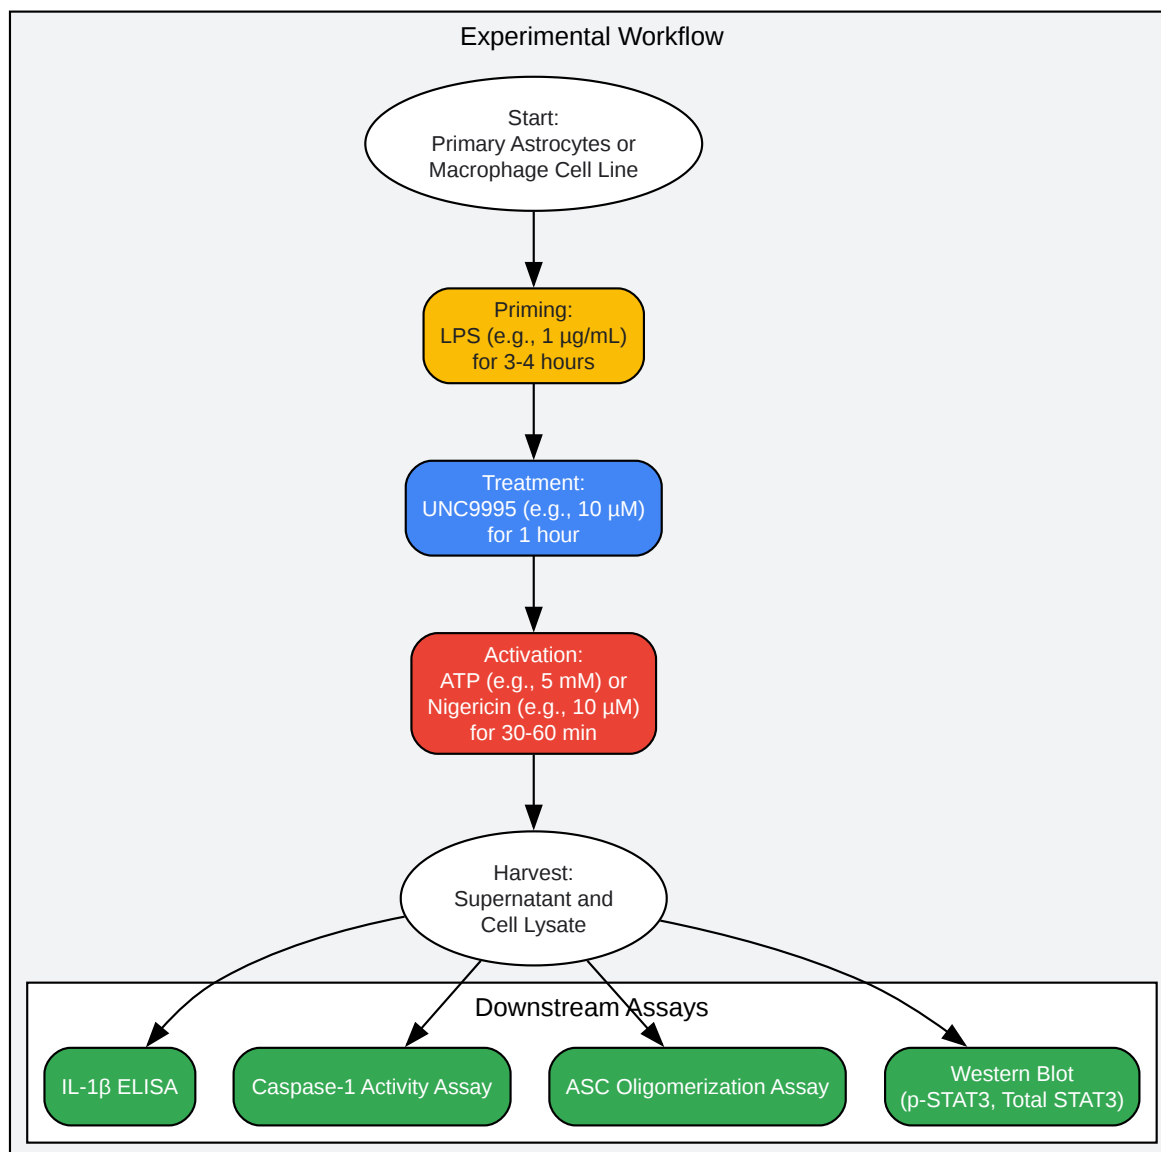 Experimental Workflow
Start:
Primary Astrocytes or
Macrophage Cell Line
Priming:
LPS (e.g., 1 µg/mL)
for 3-4 hours
Treatment:
UNC9995 (e.g., 10 µM)
for 1 hour
Activation:
ATP (e.g., 5 mM) or
Nigericin (e.g., 10 µM)
for 30-60 min
Harvest:
Supernatant and
Cell Lysate
Downstream Assays
IL-1β ELISA
Caspase-1 Activity Assay
ASC Oligomerization Assay
Western Blot
(p-STAT3, Total STAT3)